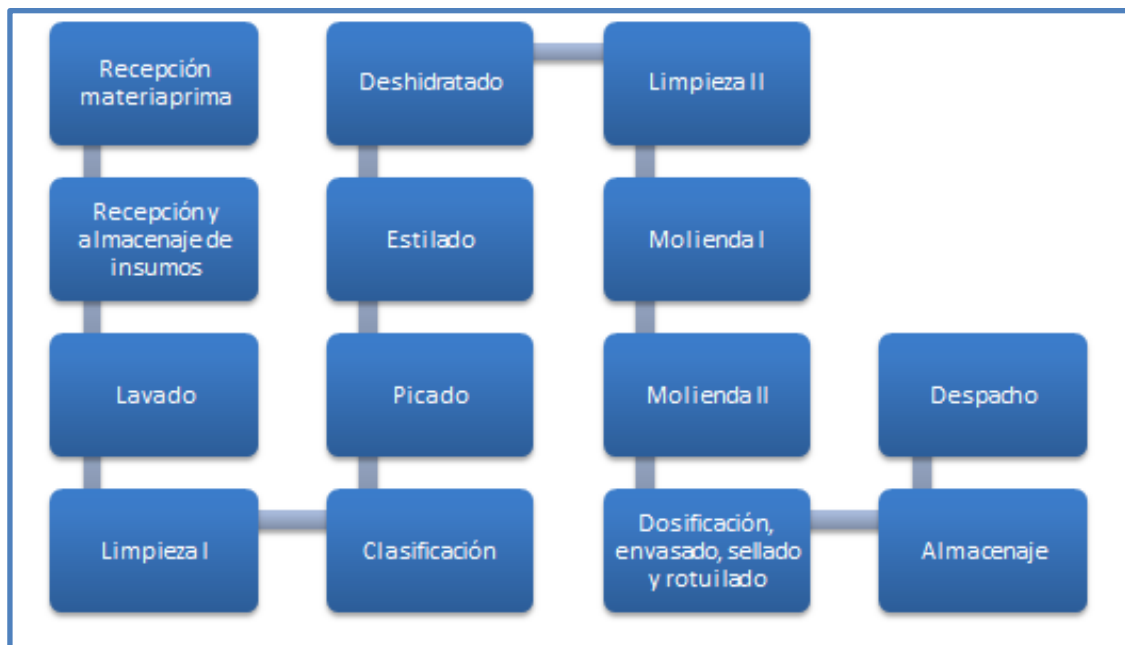 Recepción
materiaprima
Recepción y
almacenaje de
insumos
Lavado
Limpieza I
Clasificación
Picado
Estilado
Deshidratado
Limpieza II
Molienda I
Molienda II
Dosificación,
envasado, sellado
y rotuilado
Almacenaje
Despacho